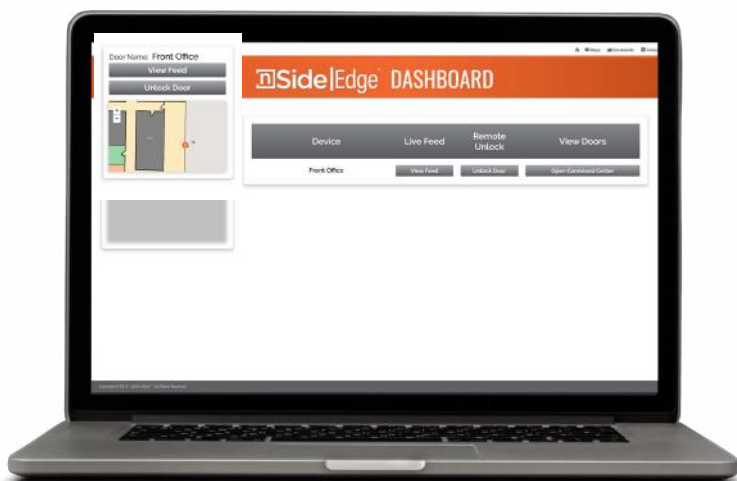 Door Name: Front Office
View Feed
Unlock Door
nSide|Edge DASHBOARD
Device
Live Feed
Remote
Unlock
View Doors
Front Office
View Feed
Unlock Door
Open Command Center